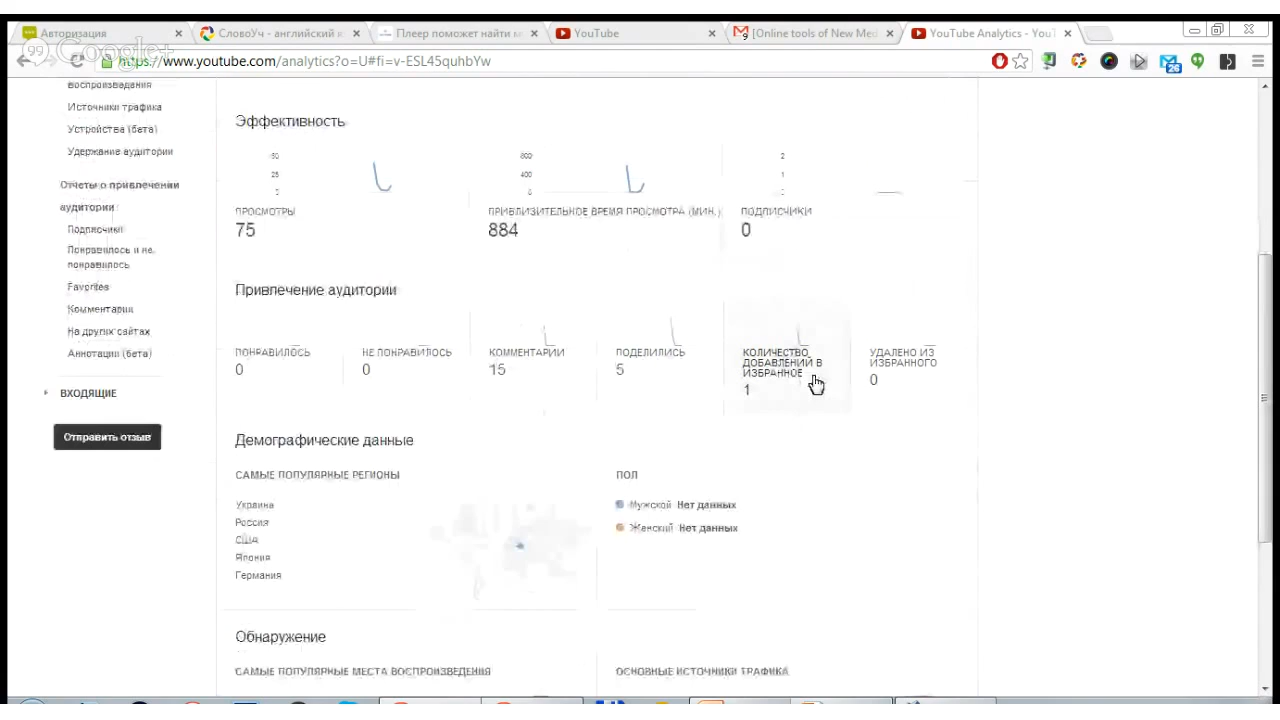 Авторизация
СловоУч - английский я
Плеер поможет найти м
YouTube
[Online tools of New Med
YouTube Analytics - YouT
99 Google+
https://www.youtube.com/analytics?o=U#fi=v-ESL45quhbYw
26
воспроизведения
Источники трафика
Устройства (бета)
Удержание аудитории
Отчеты о привлечении
аудитории
Подписчики
Понравилось и не
понравилось
Favorites
Комментарии
На других сайтах
Аннотации (бета)
ВХОДЯЩИЕ
Отправить отзыв
Эффективность
50
25
0
800
400
0
2
1
ПРОСМОТРЫ
75
ПРИБЛИЗИТЕЛЬНОЕ ВРЕМЯ ПРОСМОТРА (МИН.)
884
ПОДПИСЧИКИ
0
Привлечение аудитории
ПОНРАВИЛОСЬ
0
НЕ ПОНРАВИЛОСЬ
0
КОММЕНТАРИИ
15
ПОДЕЛИЛИСЬ
5
КОЛИЧЕСТВО
ДОБАВЛЕНИЙ В
ИЗБРАННОЕ
1
УДАЛЕНО ИЗ
ИЗБРАННОГО
0
Демографические данные
САМЫЕ ПОПУЛЯРНЫЕ РЕГИОНЫ
Украина
Россия
США
Япония
Германия
ПОЛ
Мужской Нет данных
Женский Нет данных
Обнаружение
САМЫЕ ПОПУЛЯРНЫЕ МЕСТА ВОСПРОИЗВЕДЕНИЯ
ОСНОВНЫЕ ИСТОЧНИКИ ТРАФИКА